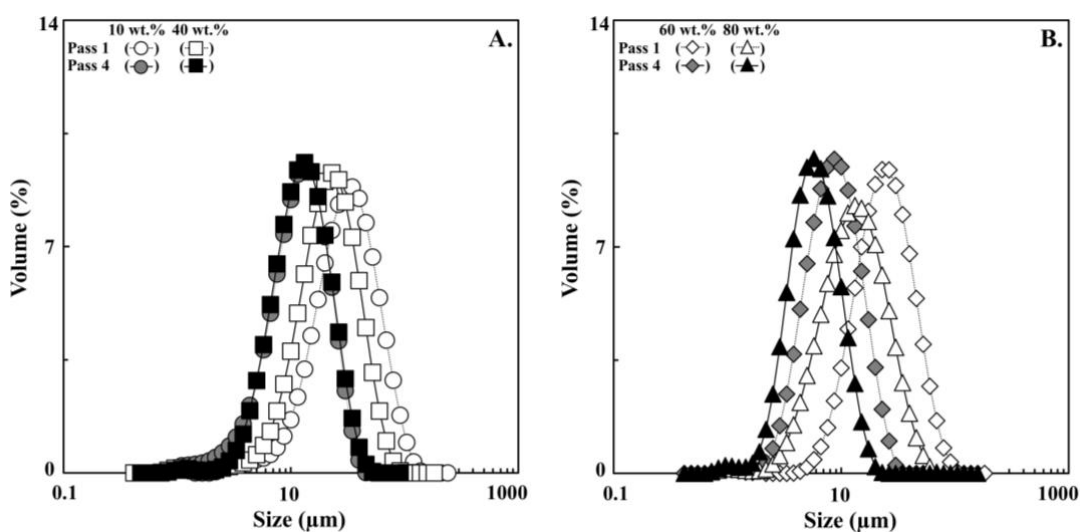 14
10 wt.% 40 wt.%
Pass 1 (-○-) (-□-)
Pass 4 (-●-) (-■-)
A.
7
0
Volume (%)
0.1 10 1000
Size (µm)
14
60 wt.% 80 wt.%
Pass 1 (-◇-) (-△-)
Pass 4 (-◆-) (-▲-)
B.
7
0
Volume (%)
0.1 10 1000
Size (µm)